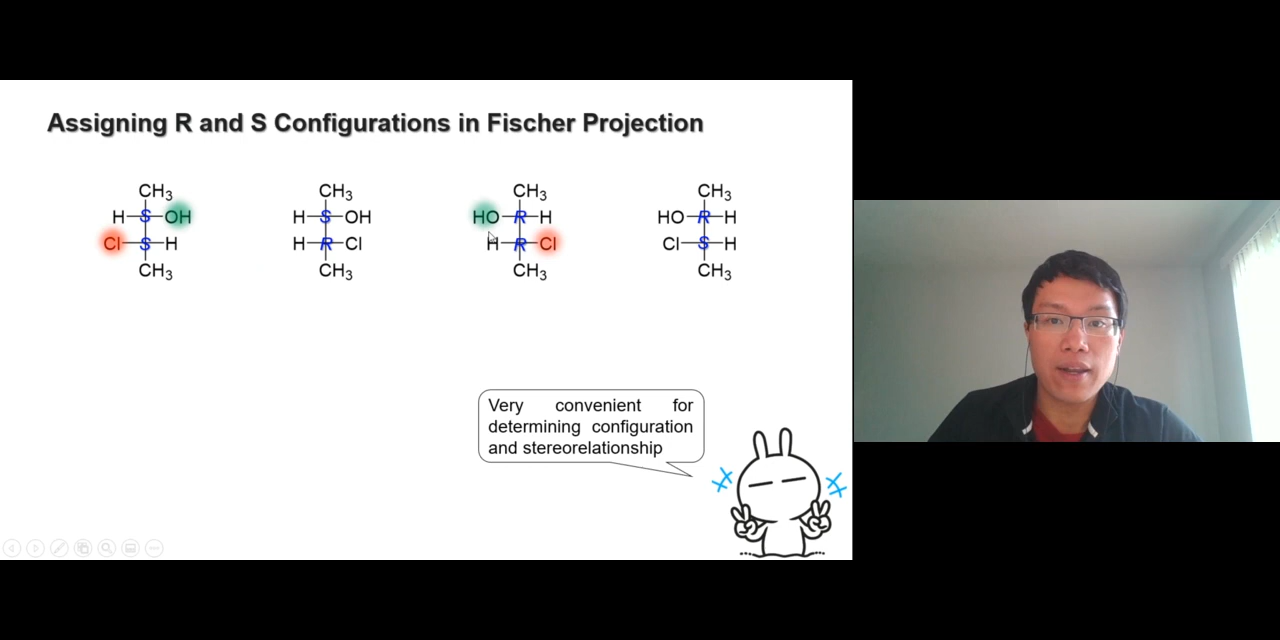 Assigning R and S Configurations in Fischer Projection
CH3 CH3 CH3 CH3
H S OH H S OH HO R H HO R H
Cl S H H R Cl H R Cl Cl S H
CH3 CH3 CH3 CH3
Very convenient for
determining configuration
and stereorelationship